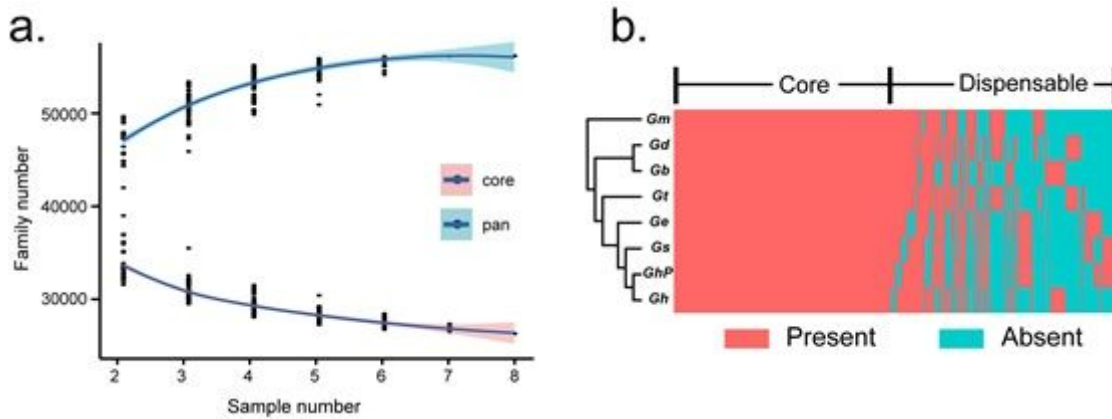 a.
Family number
50000
40000
30000
2 3 4 5 6 7 8
Sample number
core
pan
b.
Core Dispensable
Gm
Gd
Gb
Gt
Ge
Gs
GhP
Gh
Present Absent